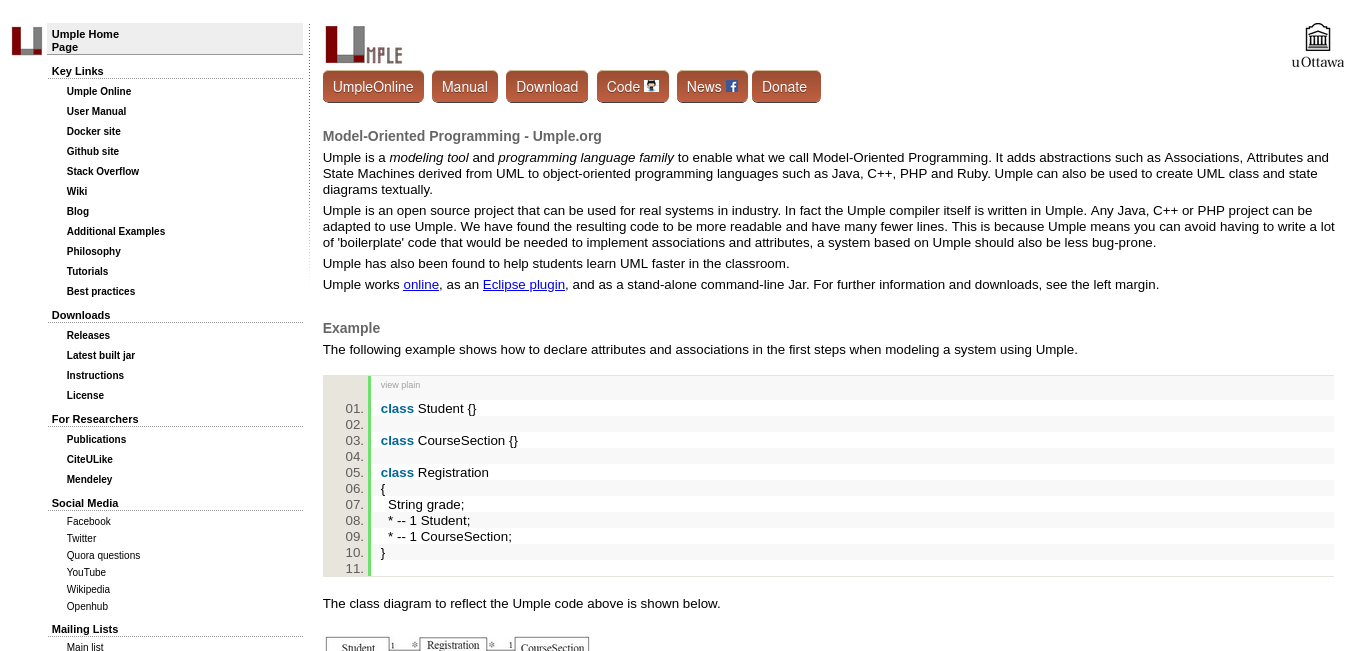 Umple Home
Page
Key Links
Umple Online
User Manual
Docker site
Github site
Stack Overflow
Wiki
Blog
Additional Examples
Philosophy
Tutorials
Best practices
Downloads
Releases
Latest built jar
Instructions
License
For Researchers
Publications
CiteULike
Mendeley
Social Media
Facebook
Twitter
Quora questions
YouTube
Wikipedia
Openhub
Mailing Lists
Main list
UMPLE
uOttawa
UmpleOnline Manual Download Code News Donate
Model-Oriented Programming - Umple.org
Umple is a modeling tool and programming language family to enable what we call Model-Oriented Programming. It adds abstractions such as Associations, Attributes and
State Machines derived from UML to object-oriented programming languages such as Java, C++, PHP and Ruby. Umple can also be used to create UML class and state
diagrams textually.
Umple is an open source project that can be used for real systems in industry. In fact the Umple compiler itself is written in Umple. Any Java, C++ or PHP project can be
adapted to use Umple. We have found the resulting code to be more readable and have many fewer lines. This is because Umple means you can avoid having to write a lot
of 'boilerplate' code that would be needed to implement associations and attributes, a system based on Umple should also be less bug-prone.
Umple has also been found to help students learn UML faster in the classroom.
Umple works online, as an Eclipse plugin, and as a stand-alone command-line Jar. For further information and downloads, see the left margin.
Example
The following example shows how to declare attributes and associations in the first steps when modeling a system using Umple.
view plain
01. class Student {}
02.
03. class CourseSection {}
04.
05. class Registration
06. {
07. String grade;
08. * -- 1 Student;
09. * -- 1 CourseSection;
10. }
11.
The class diagram to reflect the Umple code above is shown below.
Student 1 * Registration * 1 CourseSection